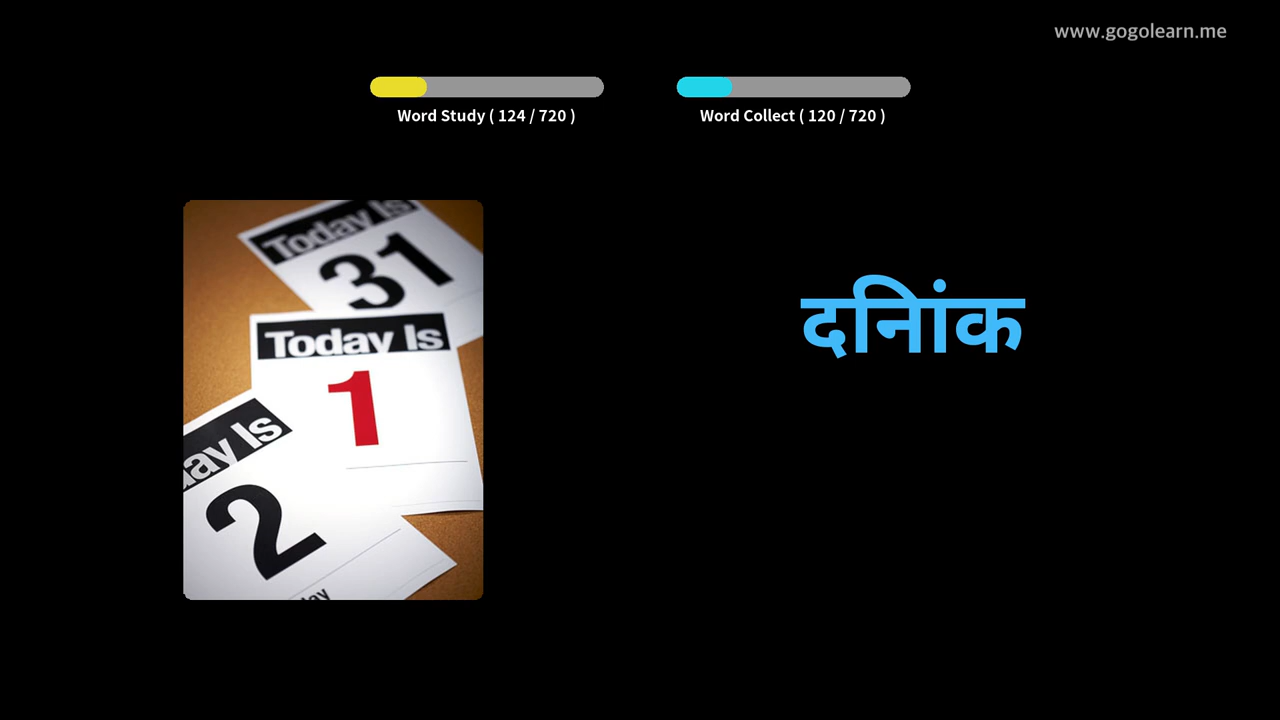 www.gogolearn.me
Word Study ( 124 / 720 )
Word Collect ( 120 / 720 )
Today Is
31
Today Is
1
ay Is
2
दनिांक